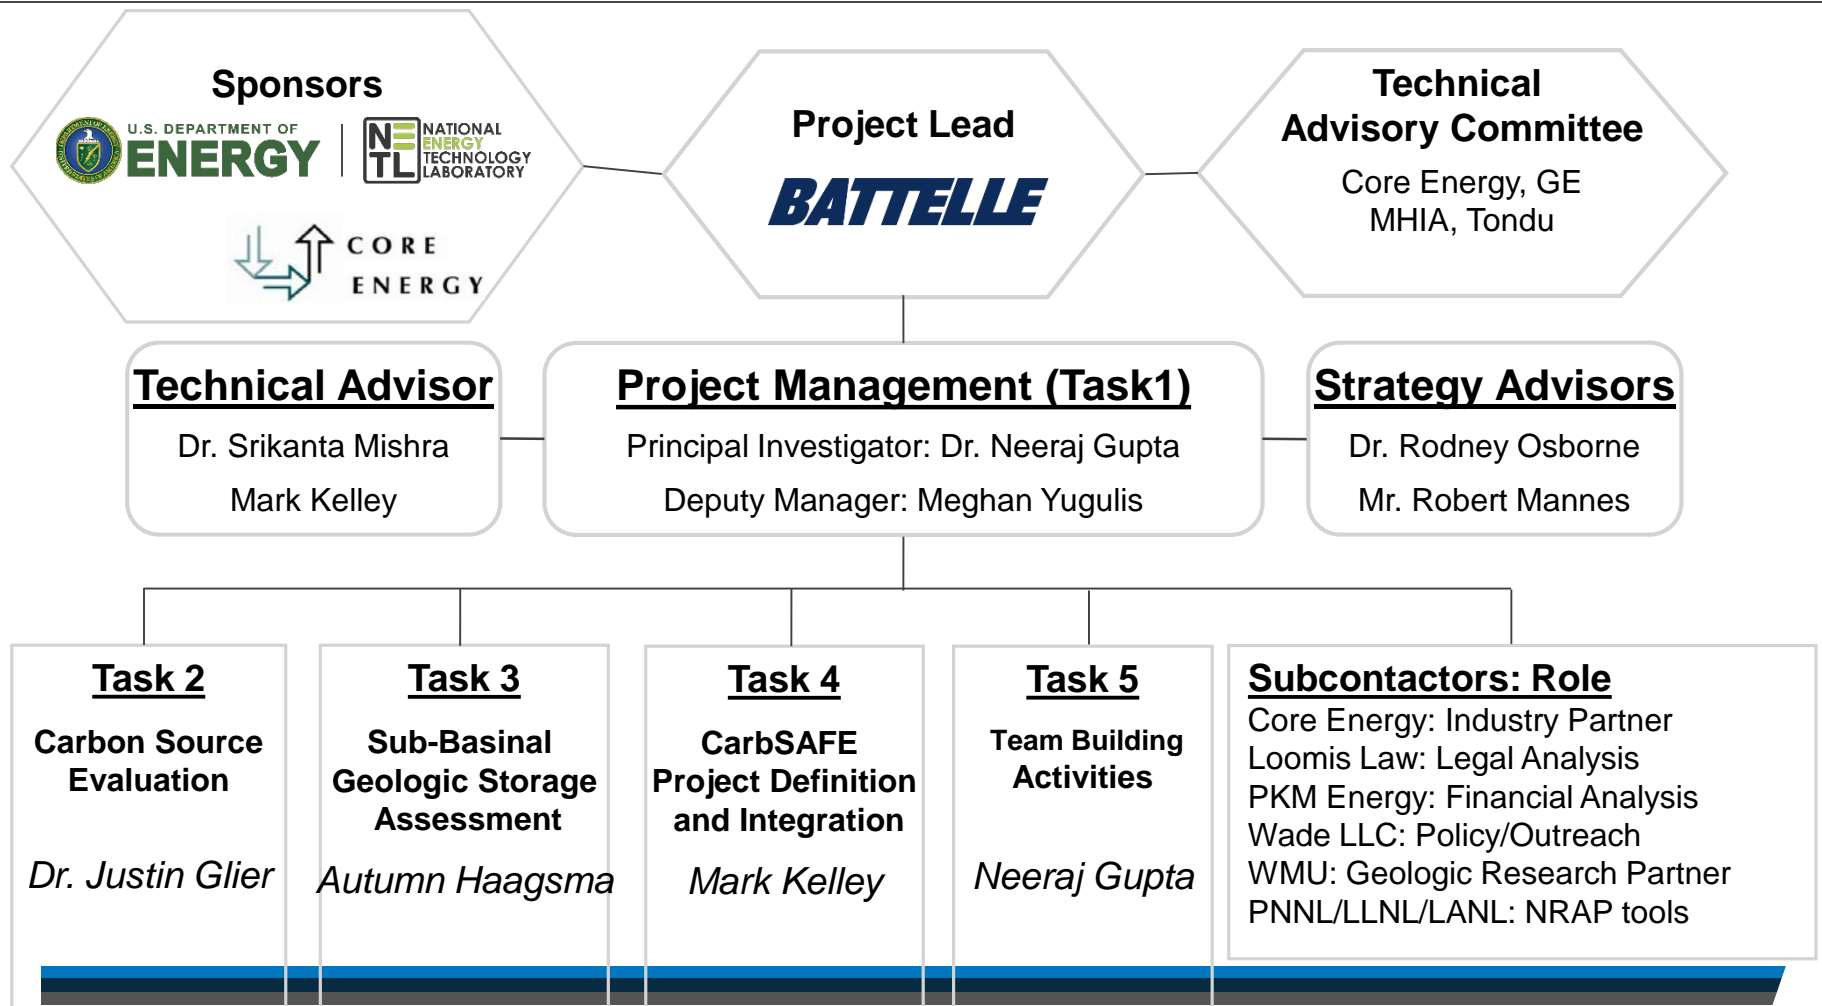 Sponsors
U.S. DEPARTMENT OF
ENERGY
NE
TL
NATIONAL
ENERGY
TECHNOLOGY
LABORATORY
CORE
ENERGY
Project Lead
BATTELLE
Technical
Advisory Committee
Core Energy, GE
MHIA, Tondu
Technical Advisor
Dr. Srikanta Mishra
Mark Kelley
Project Management (Task1)
Principal Investigator: Dr. Neeraj Gupta
Deputy Manager: Meghan Yugulis
Strategy Advisors
Dr. Rodney Osborne
Mr. Robert Mannes
Task 2
Carbon Source
Evaluation
Dr. Justin Glier
Task 3
Sub-Basinal
Geologic Storage
Assessment
Autumn Haagsma
Task 4
CarbSAFE
Project Definition
and Integration
Mark Kelley
Task 5
Team Building
Activities
Neeraj Gupta
Subcontactors: Role
Core Energy: Industry Partner
Loomis Law: Legal Analysis
PKM Energy: Financial Analysis
Wade LLC: Policy/Outreach
WMU: Geologic Research Partner
PNNL/LLNL/LANL: NRAP tools